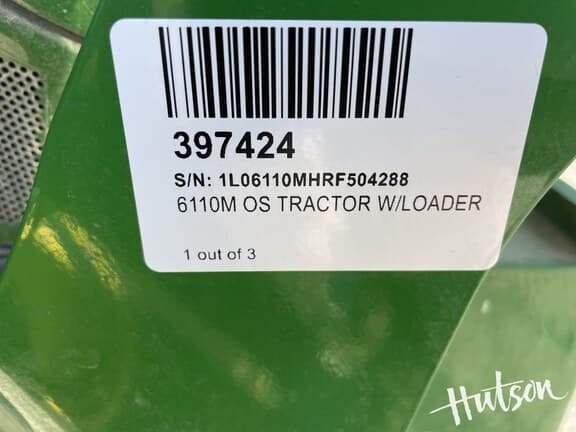 397424
S/N: 1L06110MHRF504288
6110M OS TRACTOR W/LOADER
1 out of 3
Hutson